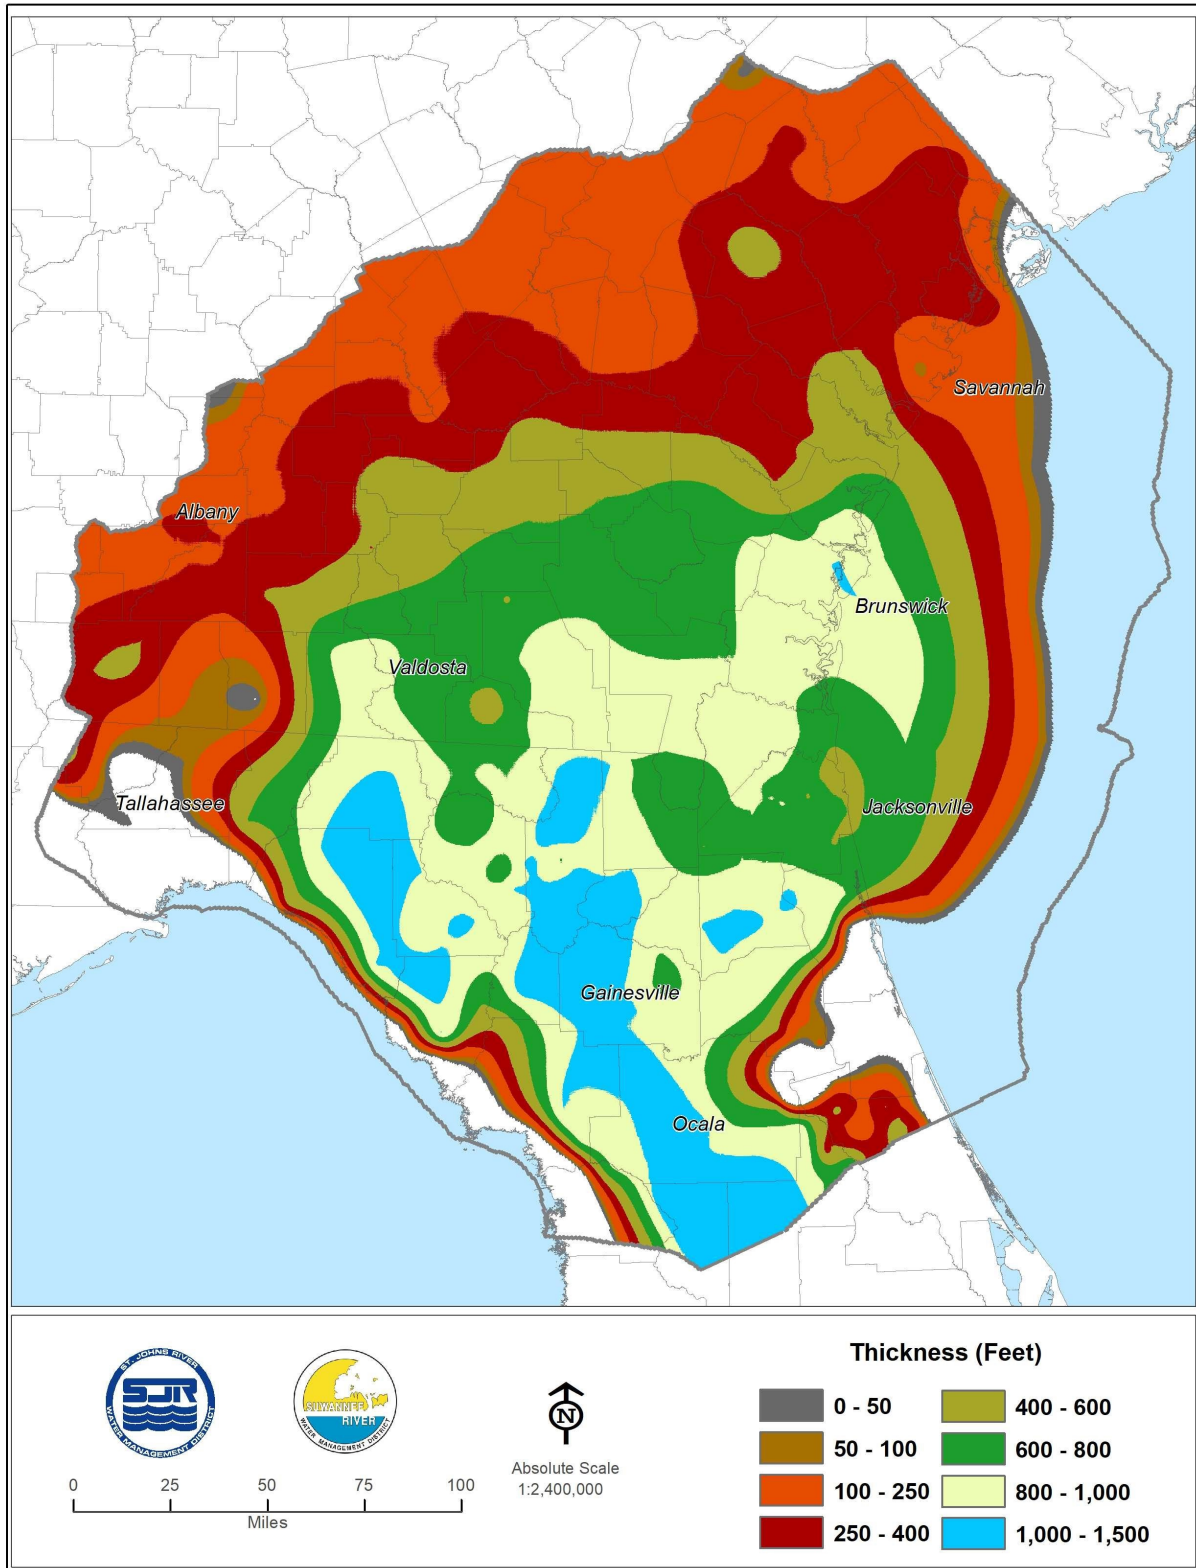 Savannah
Albany
Brunswick
Valdosta
Tallahassee
Jacksonville
Gainesville
Ocala
ST. JOHNS RIVER
SJR
WATER MANAGEMENT DISTRICT
SUWANNEE
RIVER
WATER MANAGEMENT DISTRICT
0 25 50 75 100
Miles
N
Absolute Scale
1:2,400,000
Thickness (Feet)
0 - 50
50 - 100
100 - 250
250 - 400
400 - 600
600 - 800
800 - 1,000
1,000 - 1,500